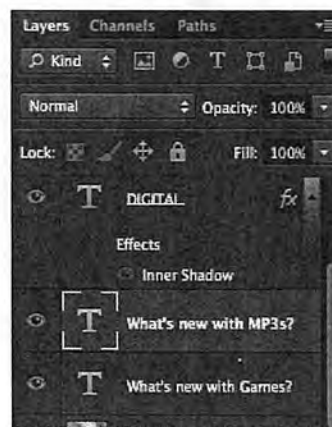 Layers Channels Paths
Kind
Normal Opacity: 100%
Lock: Fill: 100%
T DIGITAL fx
Effects
Inner Shadow
T What's new with MP3s?
T What's new with Games?